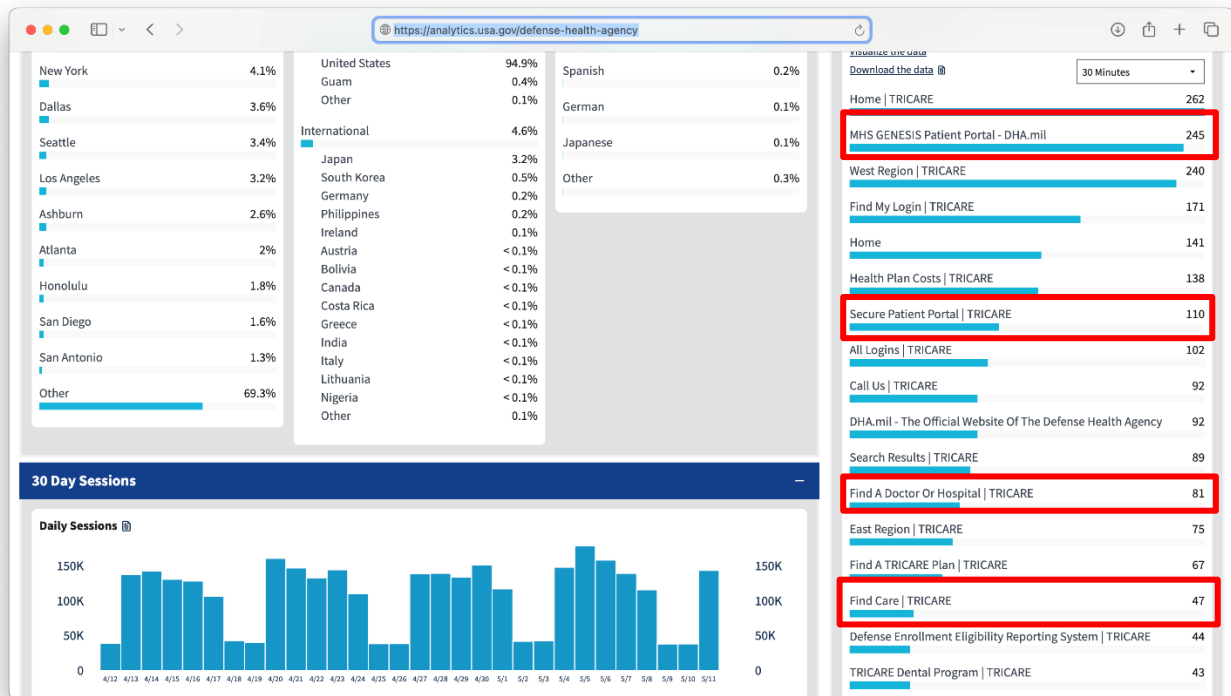 https://analytics.usa.gov/defense-health-agency
New York 4.1%
Dallas 3.6%
Seattle 3.4%
Los Angeles 3.2%
Ashburn 2.6%
Atlanta 2%
Honolulu 1.8%
San Diego 1.6%
San Antonio 1.3%
Other 69.3%
United States 94.9%
Guam 0.4%
Other 0.1%
International 4.6%
Japan 3.2%
South Korea 0.5%
Germany 0.2%
Philippines 0.2%
Ireland 0.1%
Austria < 0.1%
Bolivia < 0.1%
Canada < 0.1%
Costa Rica < 0.1%
Greece < 0.1%
India < 0.1%
Italy < 0.1%
Lithuania < 0.1%
Nigeria < 0.1%
Other 0.1%
Spanish 0.2%
German 0.1%
Japanese 0.1%
Other 0.3%
30 Day Sessions
Daily Sessions
150K 150K
100K 100K
50K 50K
0 0
4/12 4/13 4/14 4/15 4/16 4/17 4/18 4/19 4/20 4/21 4/22 4/23 4/24 4/25 4/26 4/27 4/28 4/29 4/30 5/1 5/2 5/3 5/4 5/5 5/6 5/7 5/8 5/9 5/10 5/11
Visualize the data
Download the data
30 Minutes
Home | TRICARE 262
MHS GENESIS Patient Portal - DHA.mil 245
West Region | TRICARE 240
Find My Login | TRICARE 171
Home 141
Health Plan Costs | TRICARE 138
Secure Patient Portal | TRICARE 110
All Logins | TRICARE 102
Call Us | TRICARE 92
DHA.mil - The Official Website Of The Defense Health Agency 92
Search Results | TRICARE 89
Find A Doctor Or Hospital | TRICARE 81
East Region | TRICARE 75
Find A TRICARE Plan | TRICARE 67
Find Care | TRICARE 47
Defense Enrollment Eligibility Reporting System | TRICARE 44
TRICARE Dental Program | TRICARE 43